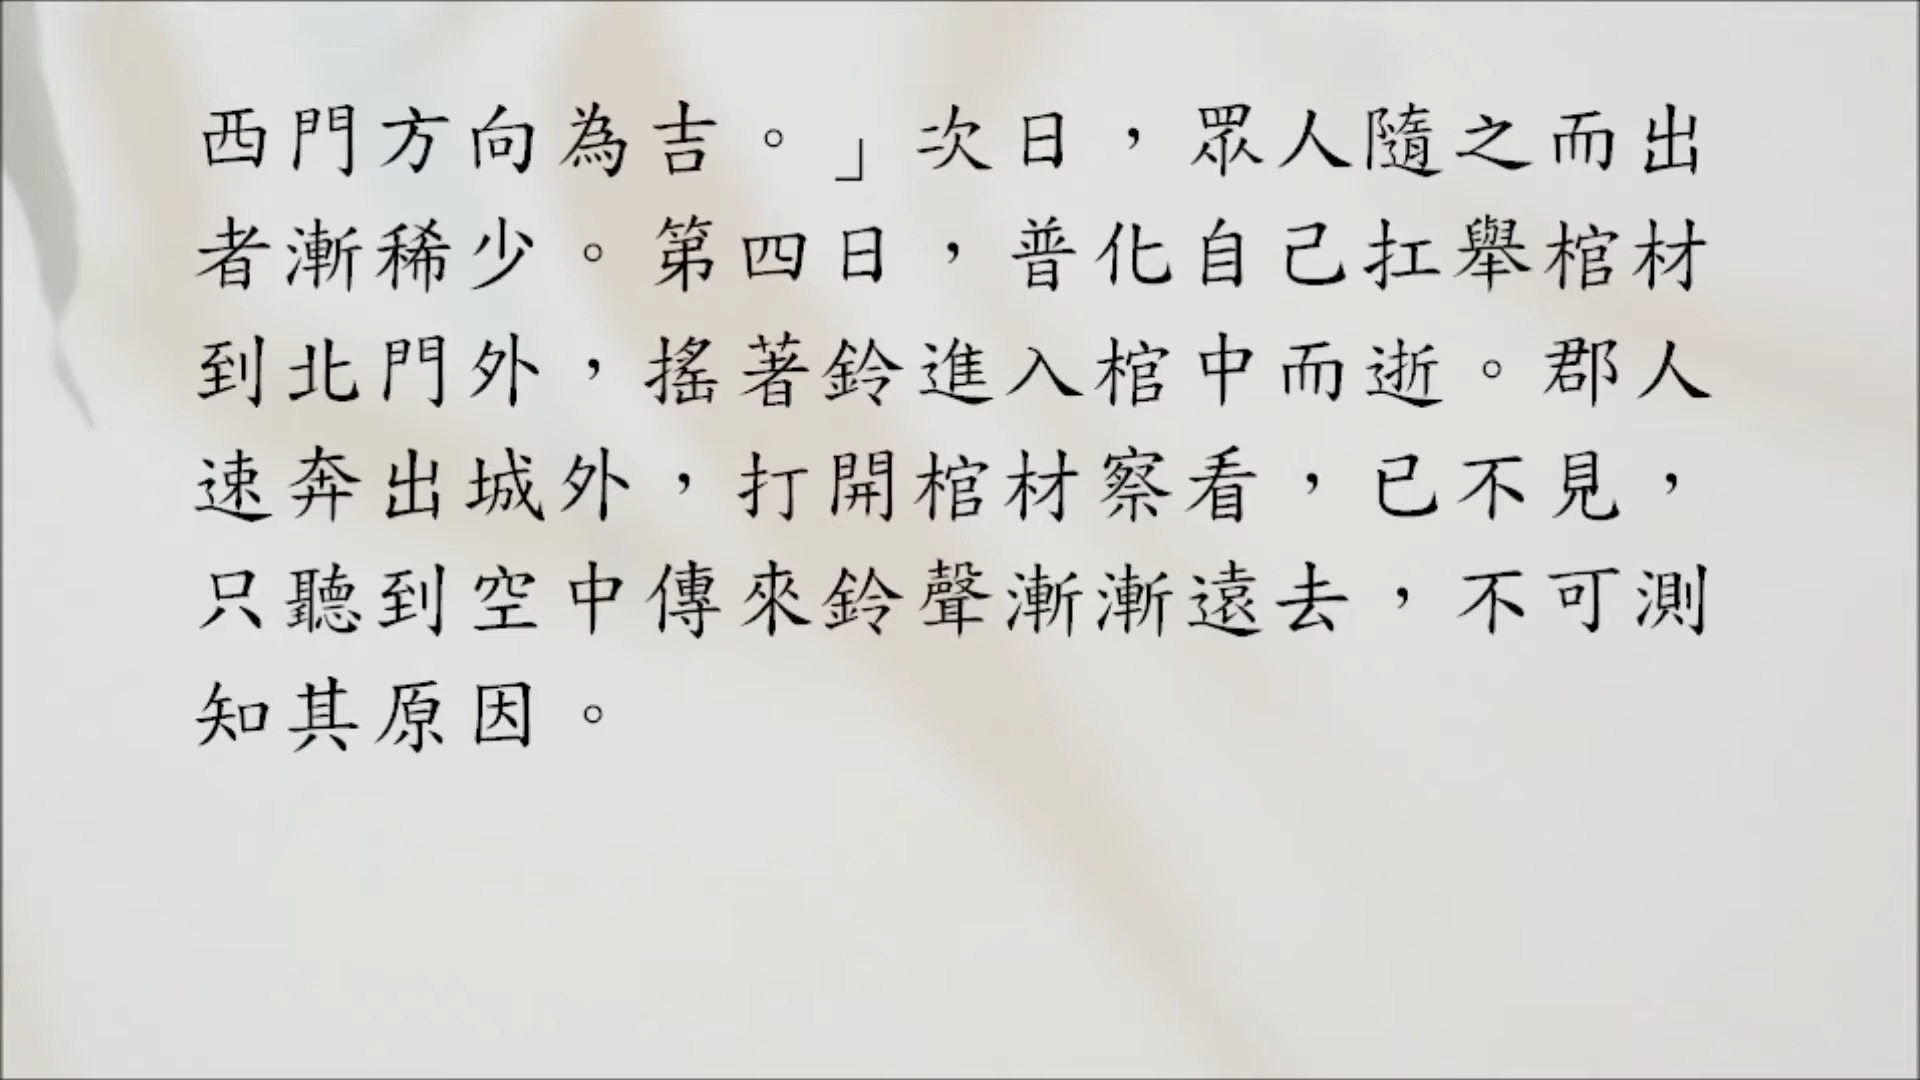 西門方向為吉。」次日，眾人隨之而出
者漸稀少。第四日，普化自己扛舉棺材
到北門外，搖著鈴進入棺中而逝。郡人
速奔出城外，打開棺材察看，已不見，
只聽到空中傳來鈴聲漸漸遠去，不可測
知其原因。